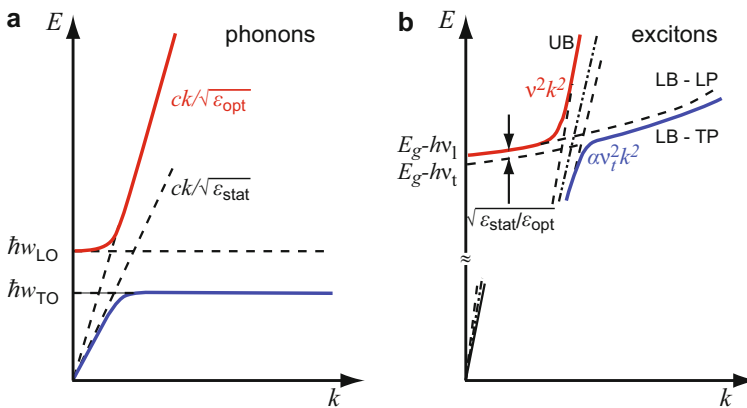 a
E
phonons
ck/√ε_opt
ck/√ε_stat
ħw_LO
ħw_TO
k
b
E
UB
excitons
ν²k²
LB - LP
LB - TP
E_g-hν_l
E_g-hν_t
αν_t²k²
√ε_stat/ε_opt
≈
k